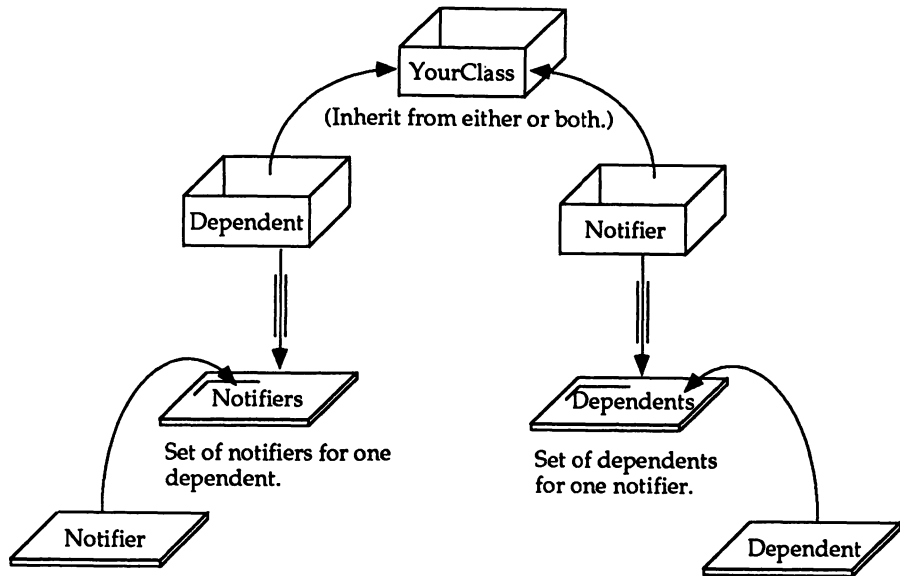 YourClass
(Inherit from either or both.)
Dependent
Notifier
Notifiers
Dependents
Set of notifiers for one
dependent.
Set of dependents
for one notifier.
Notifier
Dependent